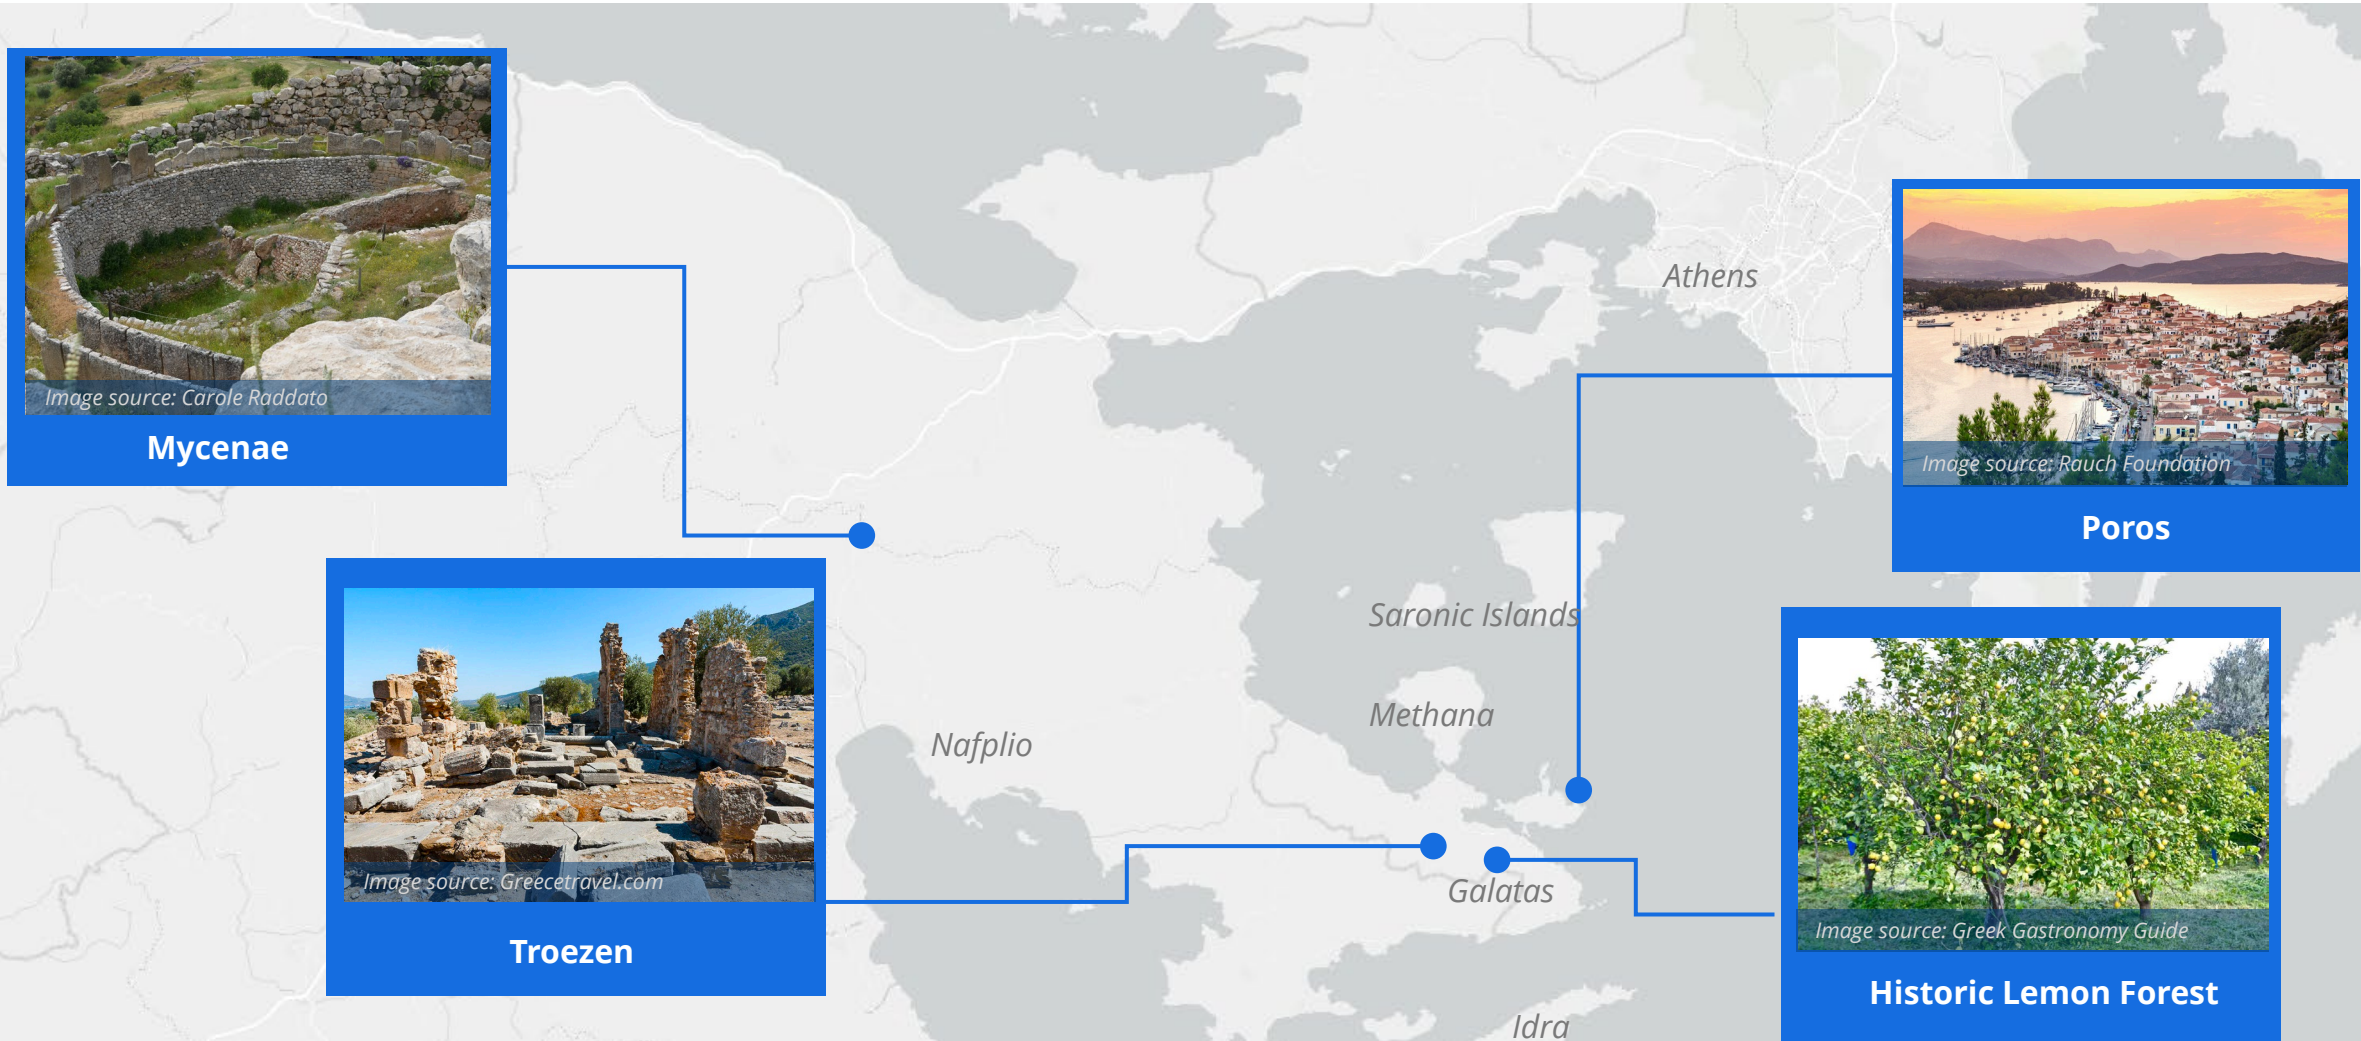 Image source: Carole Raddato
Mycenae
Athens
Image source: Rauch Foundation
Poros
Saronic Islands
Methana
Nafplio
Image source: Greecetravel.com
Troezen
Galatas
Image source: Greek Gastronomy Guide
Historic Lemon Forest
Idra